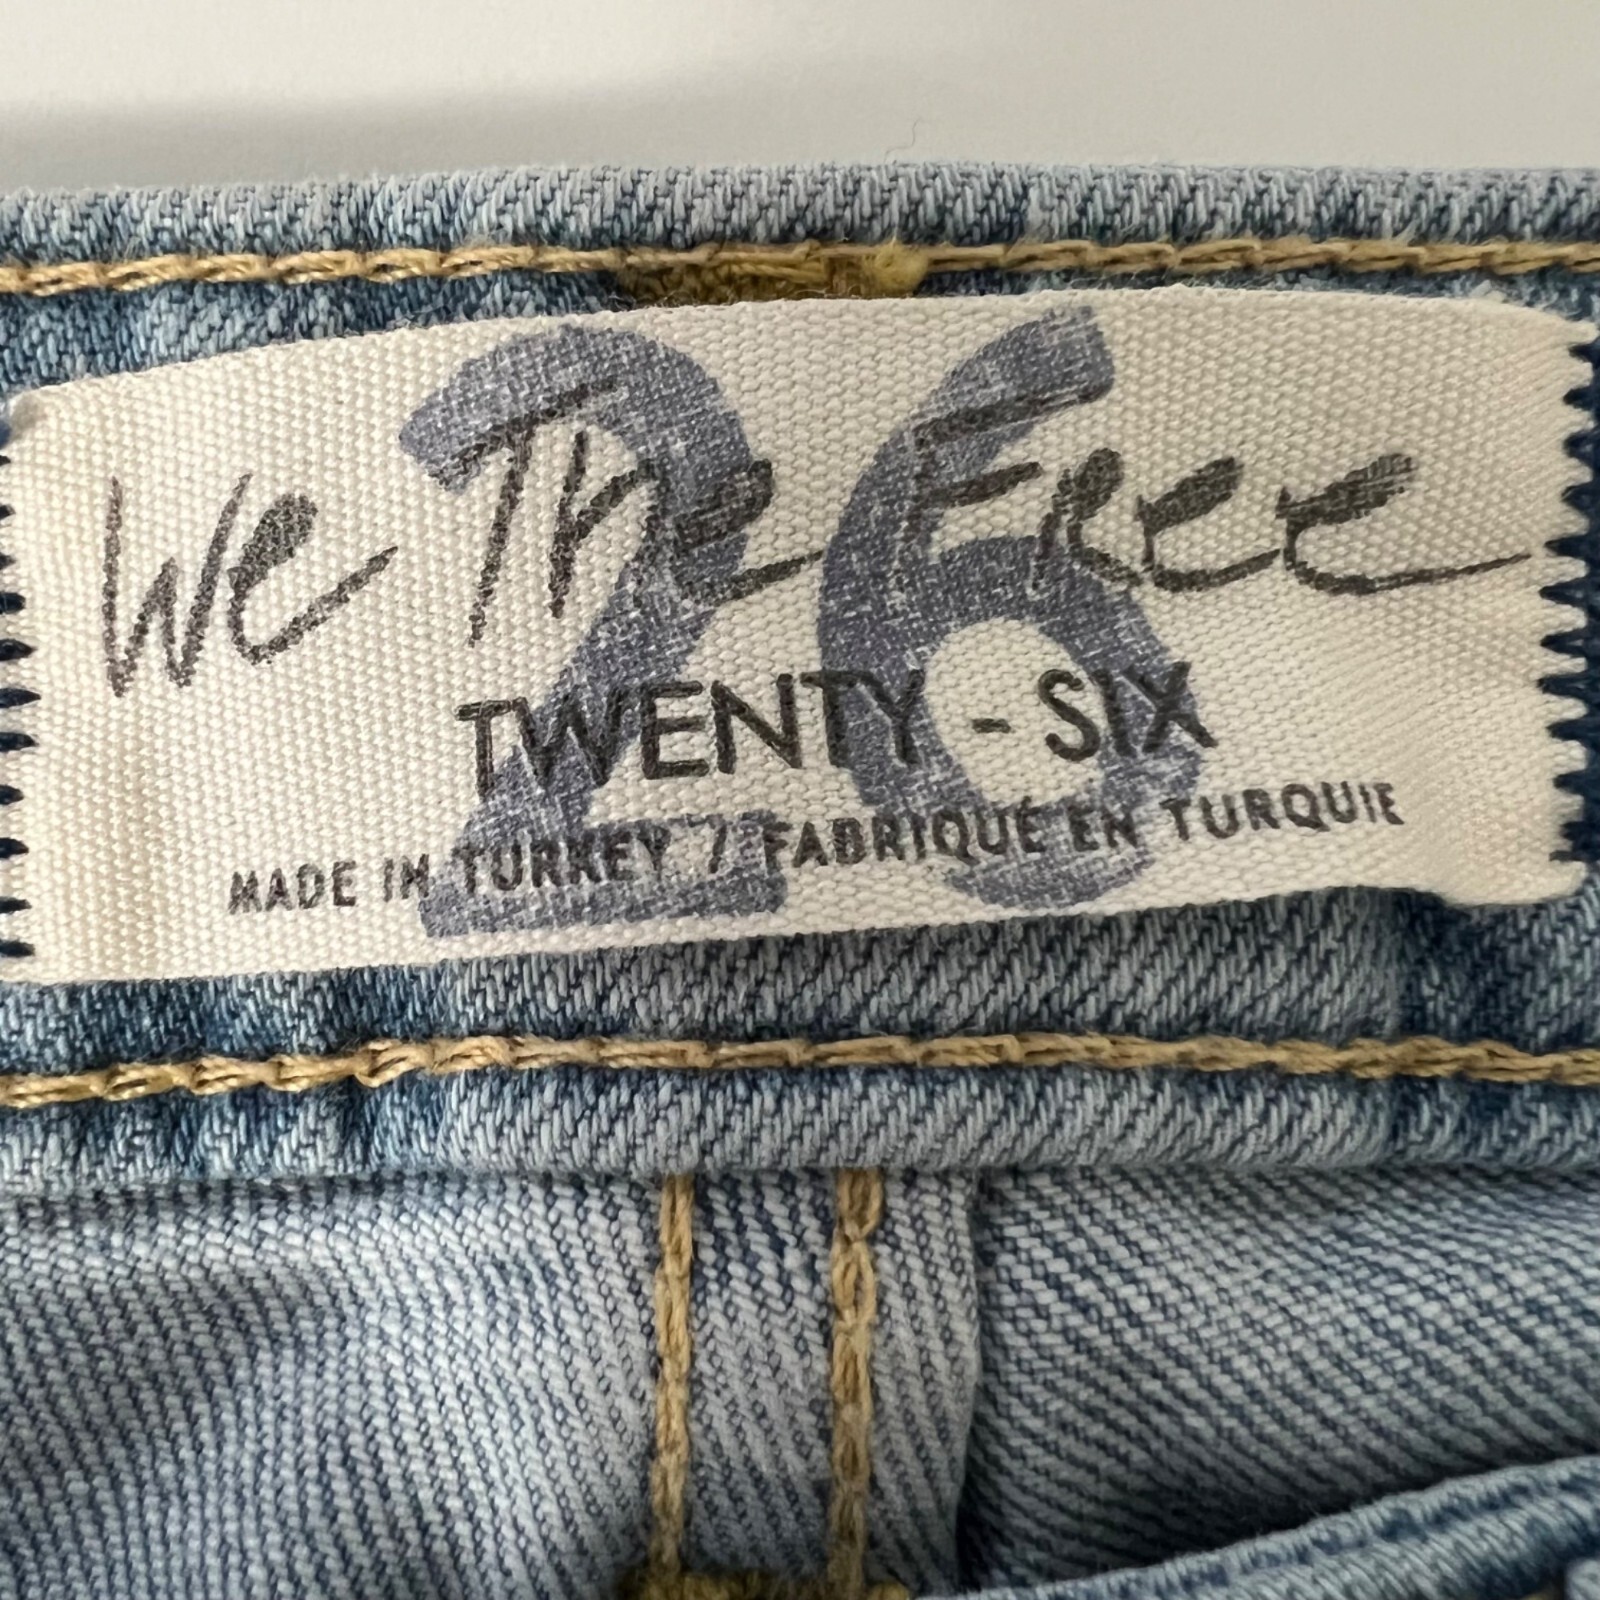 We The Free
26
TWENTY - SIX
MADE IN TURKEY / FABRIQUÉ EN TURQUIE